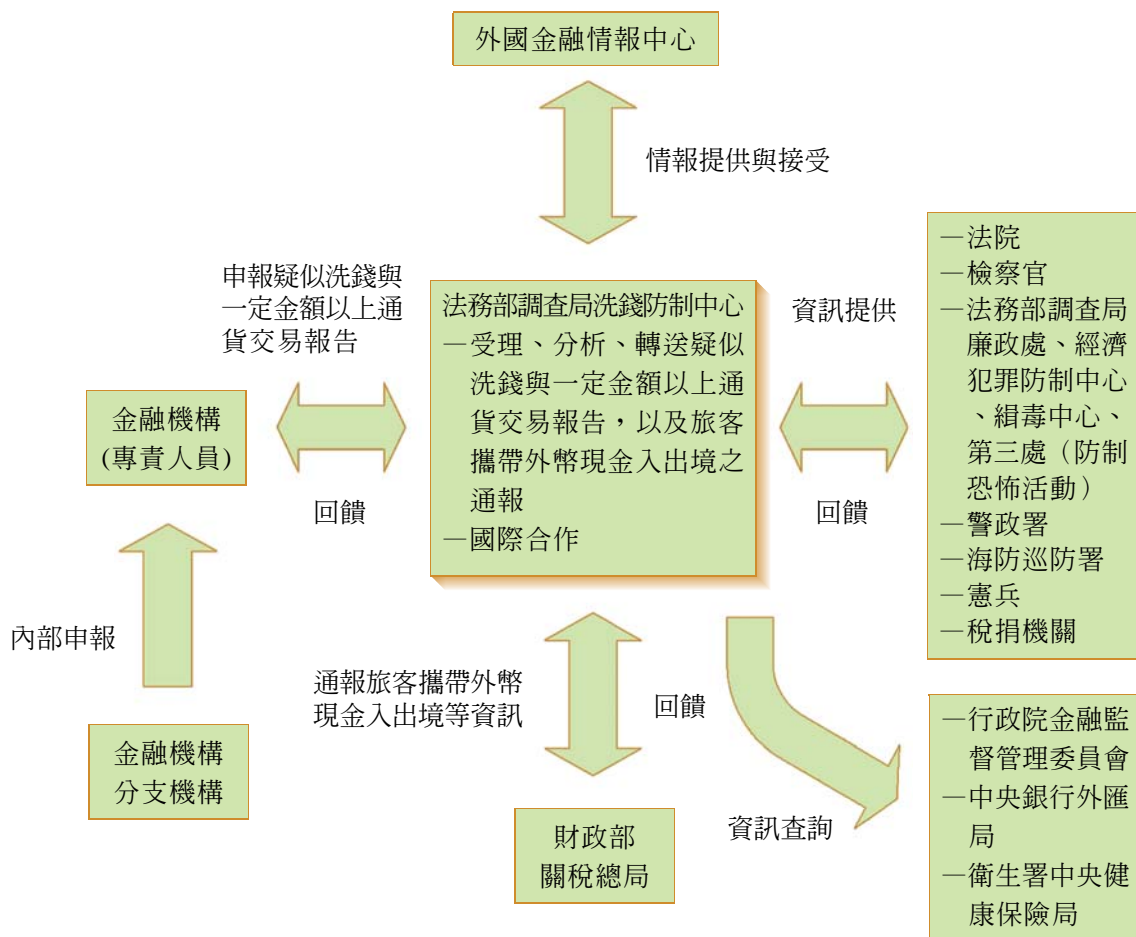 外國金融情報中心
情報提供與接受
申報疑似洗錢與
一定金額以上通
貨交易報告
法務部調查局洗錢防制中心
—受理、分析、轉送疑似
洗錢與一定金額以上通
貨交易報告，以及旅客
攜帶外幣現金入出境之
通報
—國際合作
資訊提供
—法院
—檢察官
—法務部調查局
廉政處、經濟
犯罪防制中心
、緝毒中心、
第三處（防制
恐怖活動）
—警政署
—海防巡防署
—憲兵
—稅捐機關
金融機構
(專責人員)
回饋
回饋
內部申報
金融機構
分支機構
通報旅客攜帶外幣
現金入出境等資訊
回饋
財政部
關稅總局
資訊查詢
—行政院金融監
督管理委員會
—中央銀行外匯
局
—衛生署中央健
康保險局